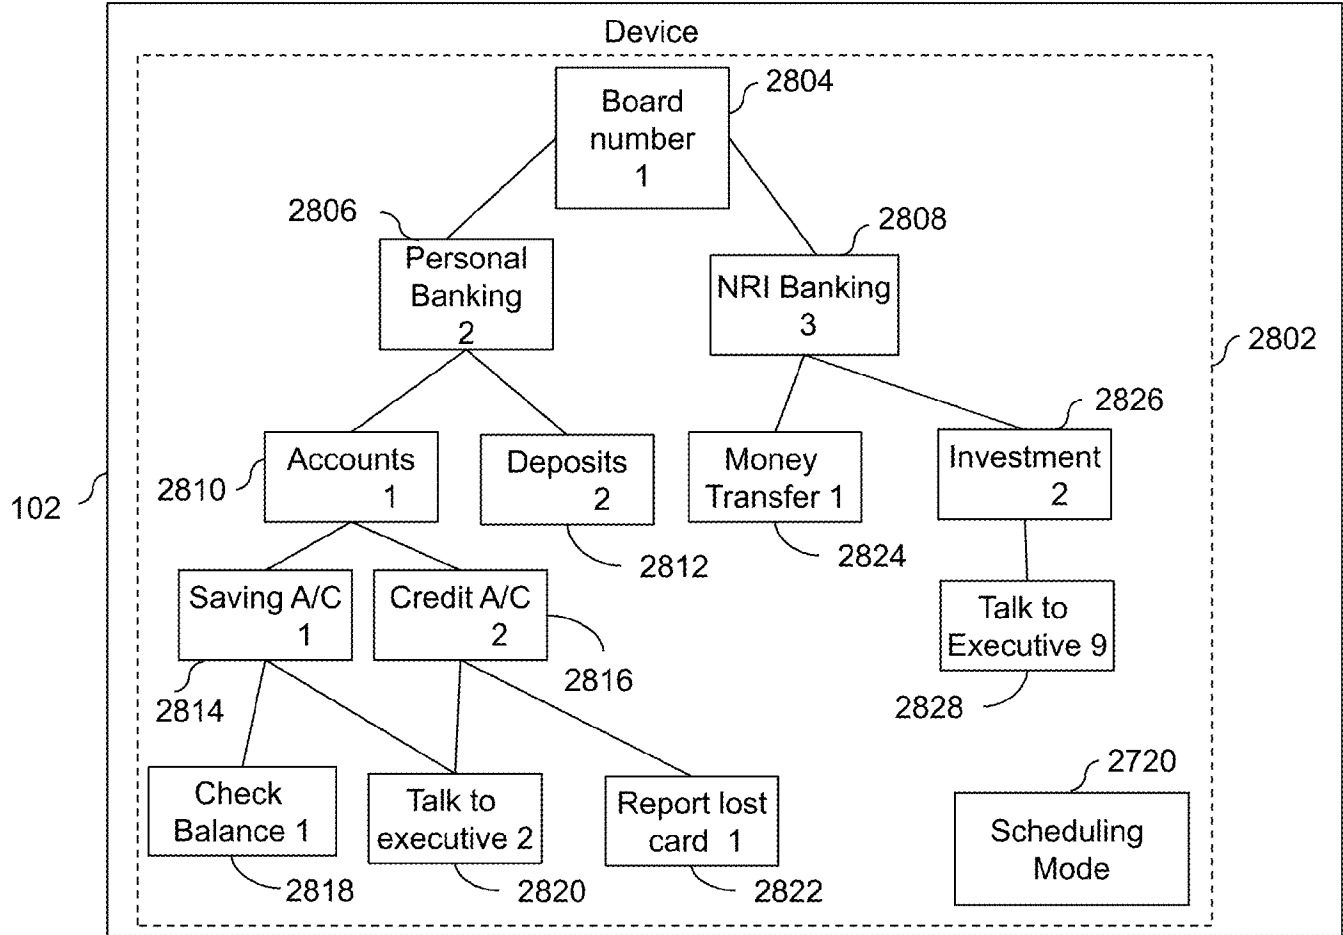 Device
Board
number
1
2804
2806
Personal
Banking
2
2808
NRI Banking
3
2802
2810
Accounts
1
Deposits
2
2812
Money
Transfer 1
2824
2826
Investment
2
102
Saving A/C
1
2814
Credit A/C
2
2816
Talk to
Executive 9
2828
Check
Balance 1
2818
Talk to
executive 2
2820
Report lost
card 1
2822
2720
Scheduling
Mode